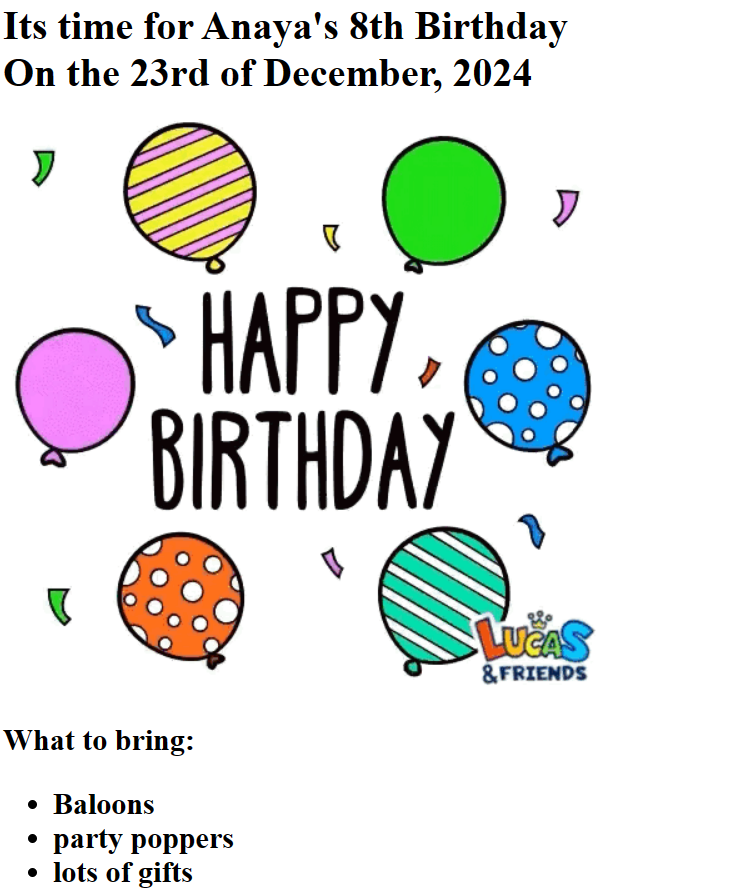 Its time for Anaya's 8th Birthday
On the 23rd of December, 2024
HAPPY
BIRTHDAY
LUCAS
&FRIENDS
What to bring:
• Baloons
• party poppers
• lots of gifts